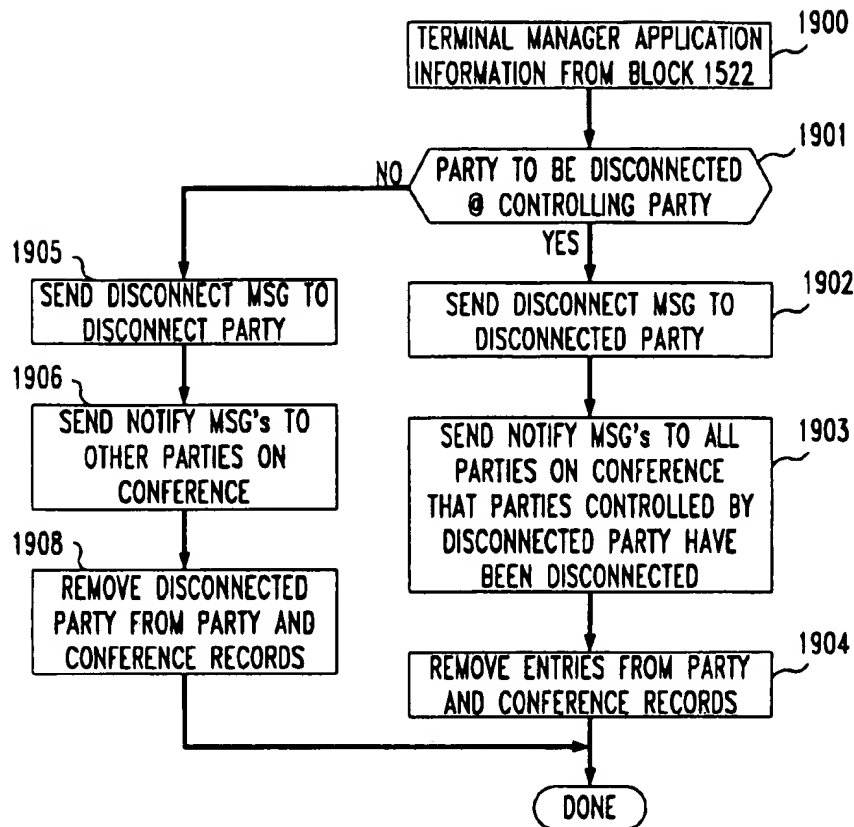 1900
TERMINAL MANAGER APPLICATION
INFORMATION FROM BLOCK 1522
1901
PARTY TO BE DISCONNECTED
@ CONTROLLING PARTY
NO
YES
1905
SEND DISCONNECT MSG TO
DISCONNECT PARTY
1902
SEND DISCONNECT MSG TO
DISCONNECTED PARTY
1906
SEND NOTIFY MSG's TO
OTHER PARTIES ON
CONFERENCE
1903
SEND NOTIFY MSG's TO ALL
PARTIES ON CONFERENCE
THAT PARTIES CONTROLLED BY
DISCONNECTED PARTY HAVE
BEEN DISCONNECTED
1908
REMOVE DISCONNECTED
PARTY FROM PARTY AND
CONFERENCE RECORDS
1904
REMOVE ENTRIES FROM PARTY
AND CONFERENCE RECORDS
DONE